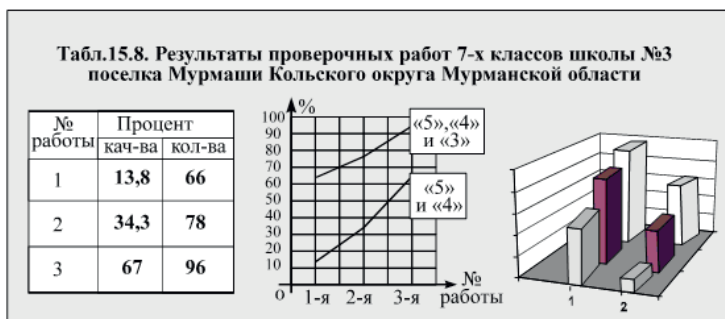 Табл.15.8. Результаты проверочных работ 7-х классов школы №3
поселка Мурмаши Кольского округа Мурманской области
№ работы Процент
кач-ва кол-ва
1 13,8 66
2 34,3 78
3 67 96
%
100
90
80
70
60
50
40
30
20
10
0
1-я 2-я 3-я
№
работы
«5»,«4»
и «3»
«5»
и «4»
1 2